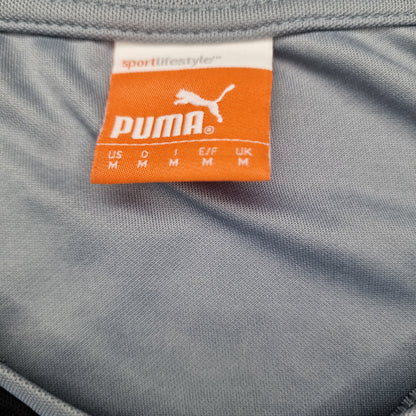 sportlifestyle™
PUMA®
US D I E/F UK
M M M M M